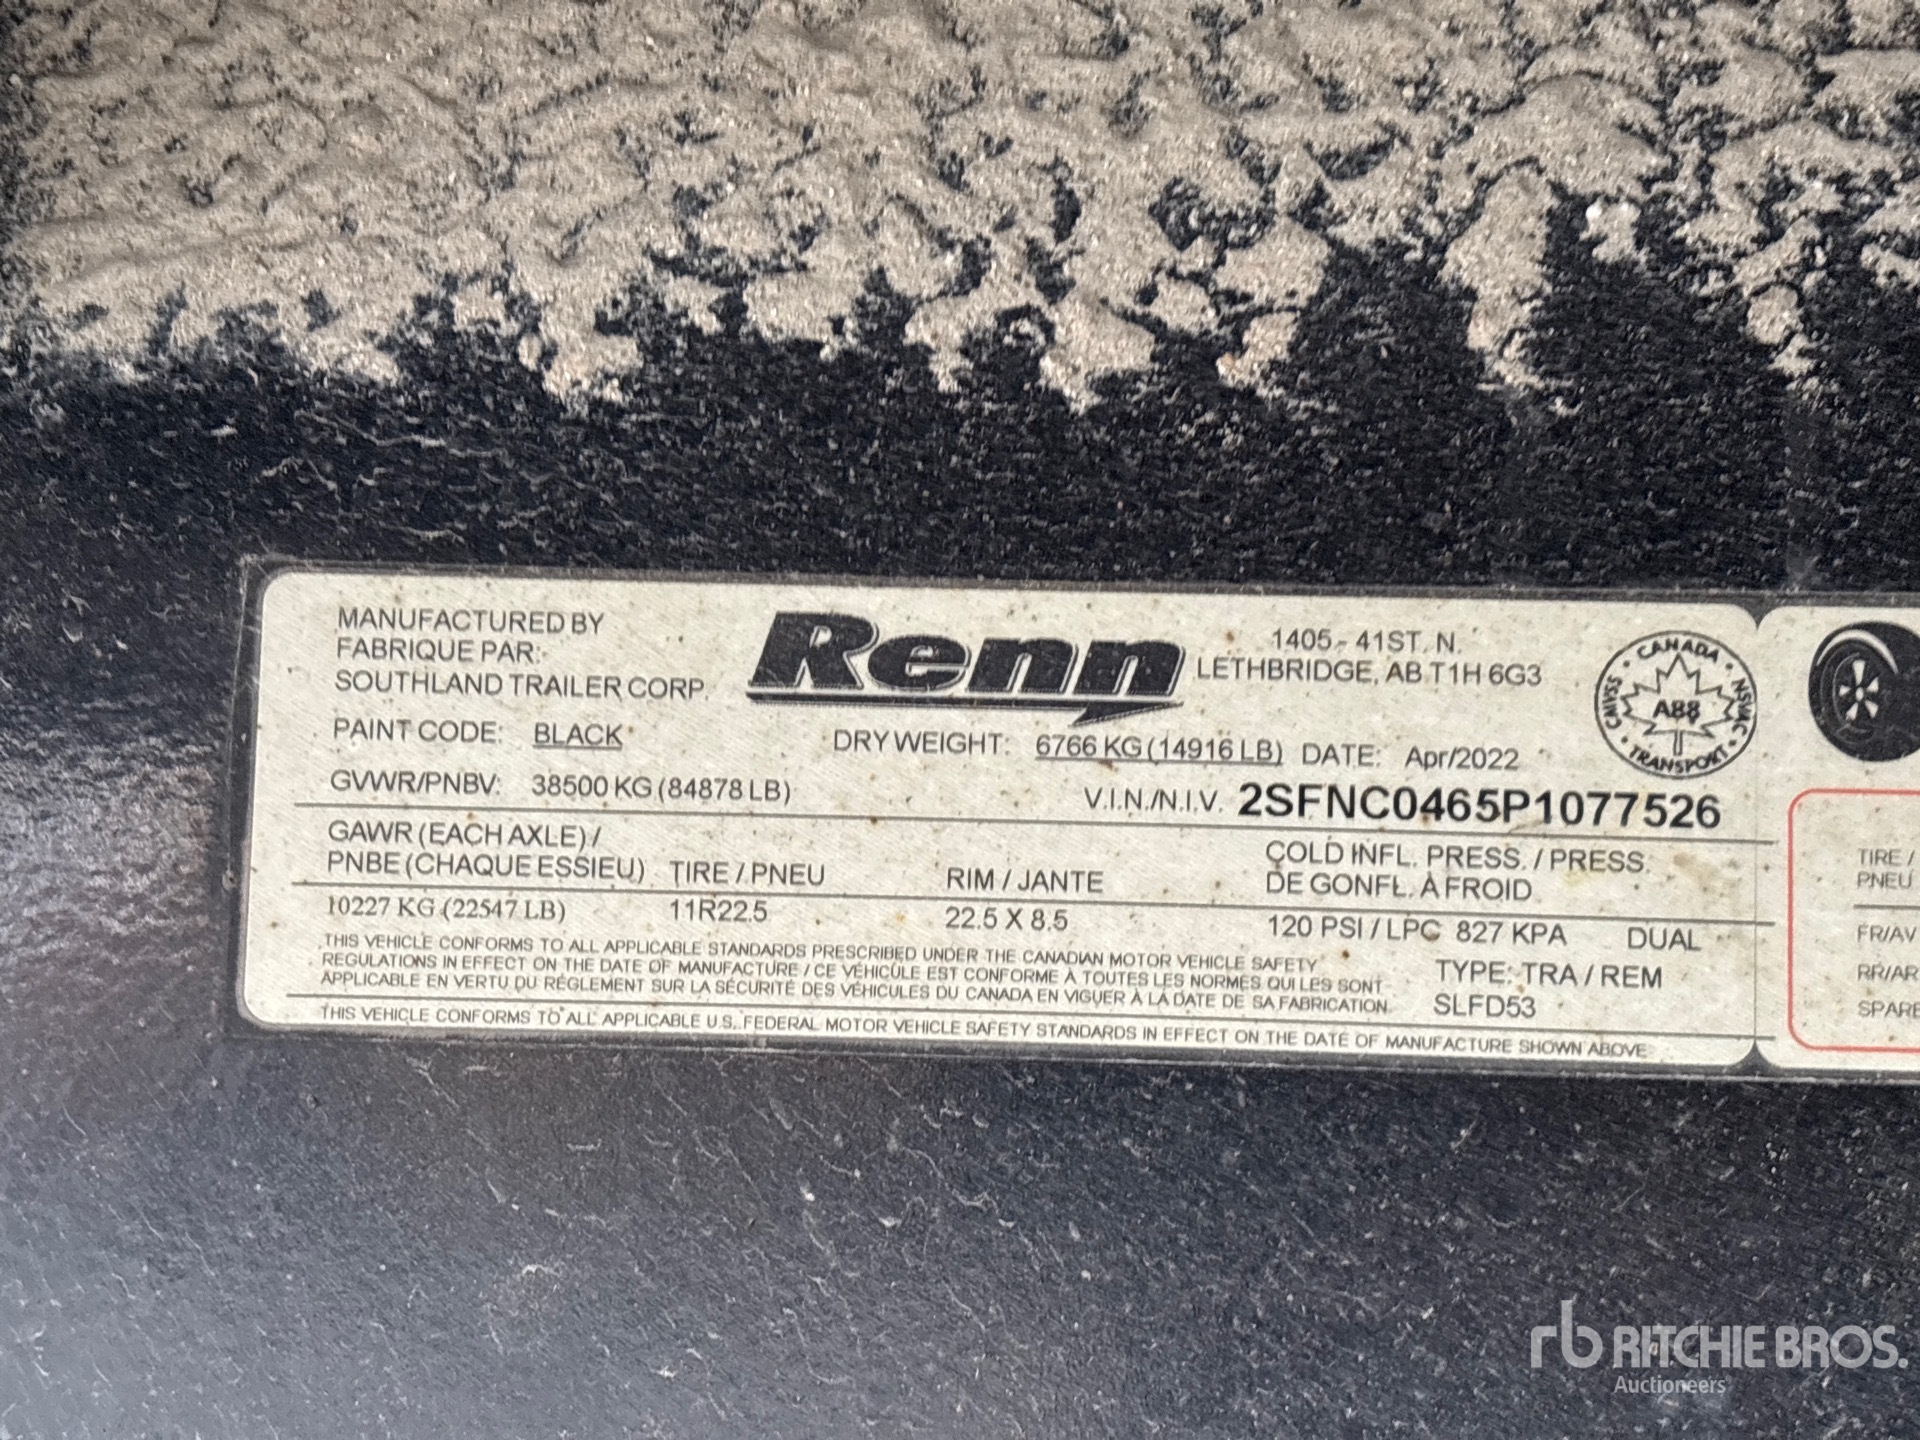 MANUFACTURED BY
FABRIQUE PAR:
SOUTHLAND TRAILER CORP.
Renn
1405 - 41ST. N.
LETHBRIDGE, AB T1H 6G3
CANADA
CMVSS
A88
NSVAC
TRANSPORT
PAINT CODE: BLACK
DRY WEIGHT: 6766 KG (14916 LB) DATE: Apr/2022
GVWR/PNBV: 38500 KG (84878 LB)
V.I.N./N.I.V. 2SFNC0465P1077526
GAWR (EACH AXLE) /
PNBE (CHAQUE ESSIEU) TIRE / PNEU RIM / JANTE
COLD INFL. PRESS. / PRESS.
DE GONFL. À FROID
10227 KG (22547 LB) 11R22.5 22.5 X 8.5 120 PSI / LPC 827 KPA DUAL
THIS VEHICLE CONFORMS TO ALL APPLICABLE STANDARDS PRESCRIBED UNDER THE CANADIAN MOTOR VEHICLE SAFETY
REGULATIONS IN EFFECT ON THE DATE OF MANUFACTURE / CE VÉHICULE EST CONFORME À TOUTES LES NORMES QUI LES SONT
APPLICABLE EN VERTU DU RÉGLEMENT SUR LA SÉCURITÉ DES VÉHICULES DU CANADA EN VIGUER À LA DATE DE SA FABRICATION
TYPE: TRA / REM
SLFD53
THIS VEHICLE CONFORMS TO ALL APPLICABLE U.S. FEDERAL MOTOR VEHICLE SAFETY STANDARDS IN EFFECT ON THE DATE OF MANUFACTURE SHOWN ABOVE
TIRE /
PNEU
FR/AV
RR/AR
SPARE
rb RITCHIE BROS.
Auctioneers